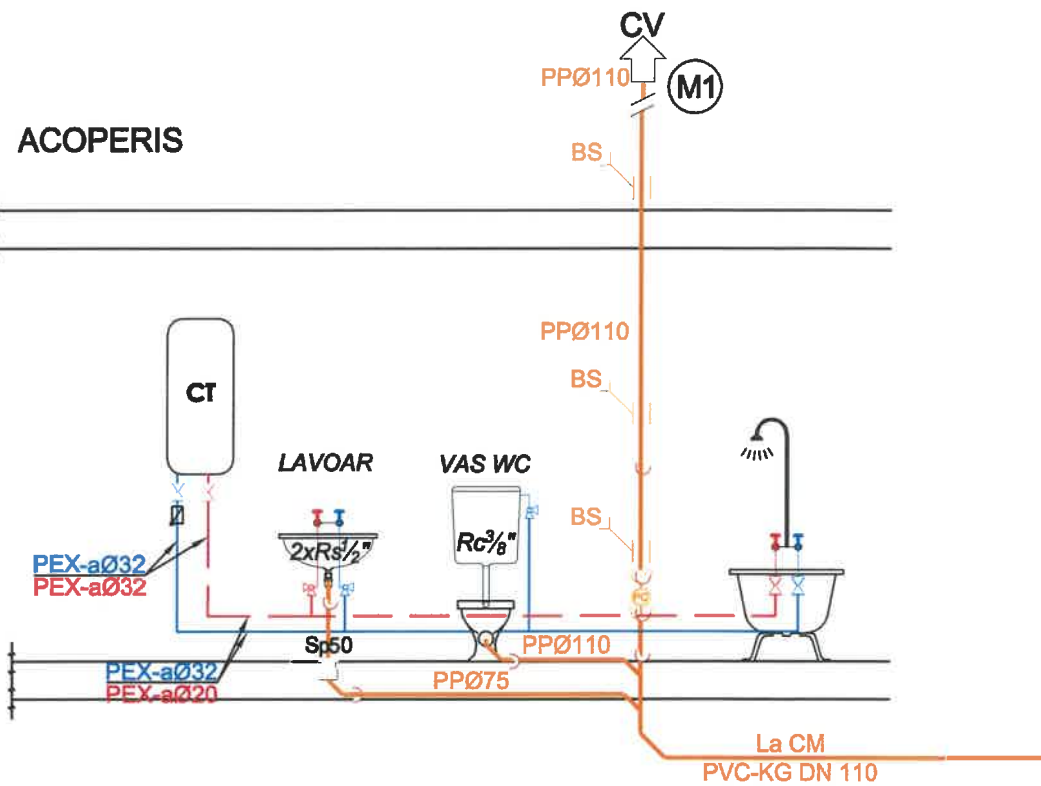 CV
PPØ110
M1
ACOPERIS
BS
PPØ110
CT
BS
LAVOAR
VAS WC
BS
2xRs1/2"
Rc3/8"
PEX-aØ32
PEX-aØ32
Sp50
PPØ110
PEX-aØ32
PEX-aØ20
PPØ75
La CM
PVC-KG DN 110